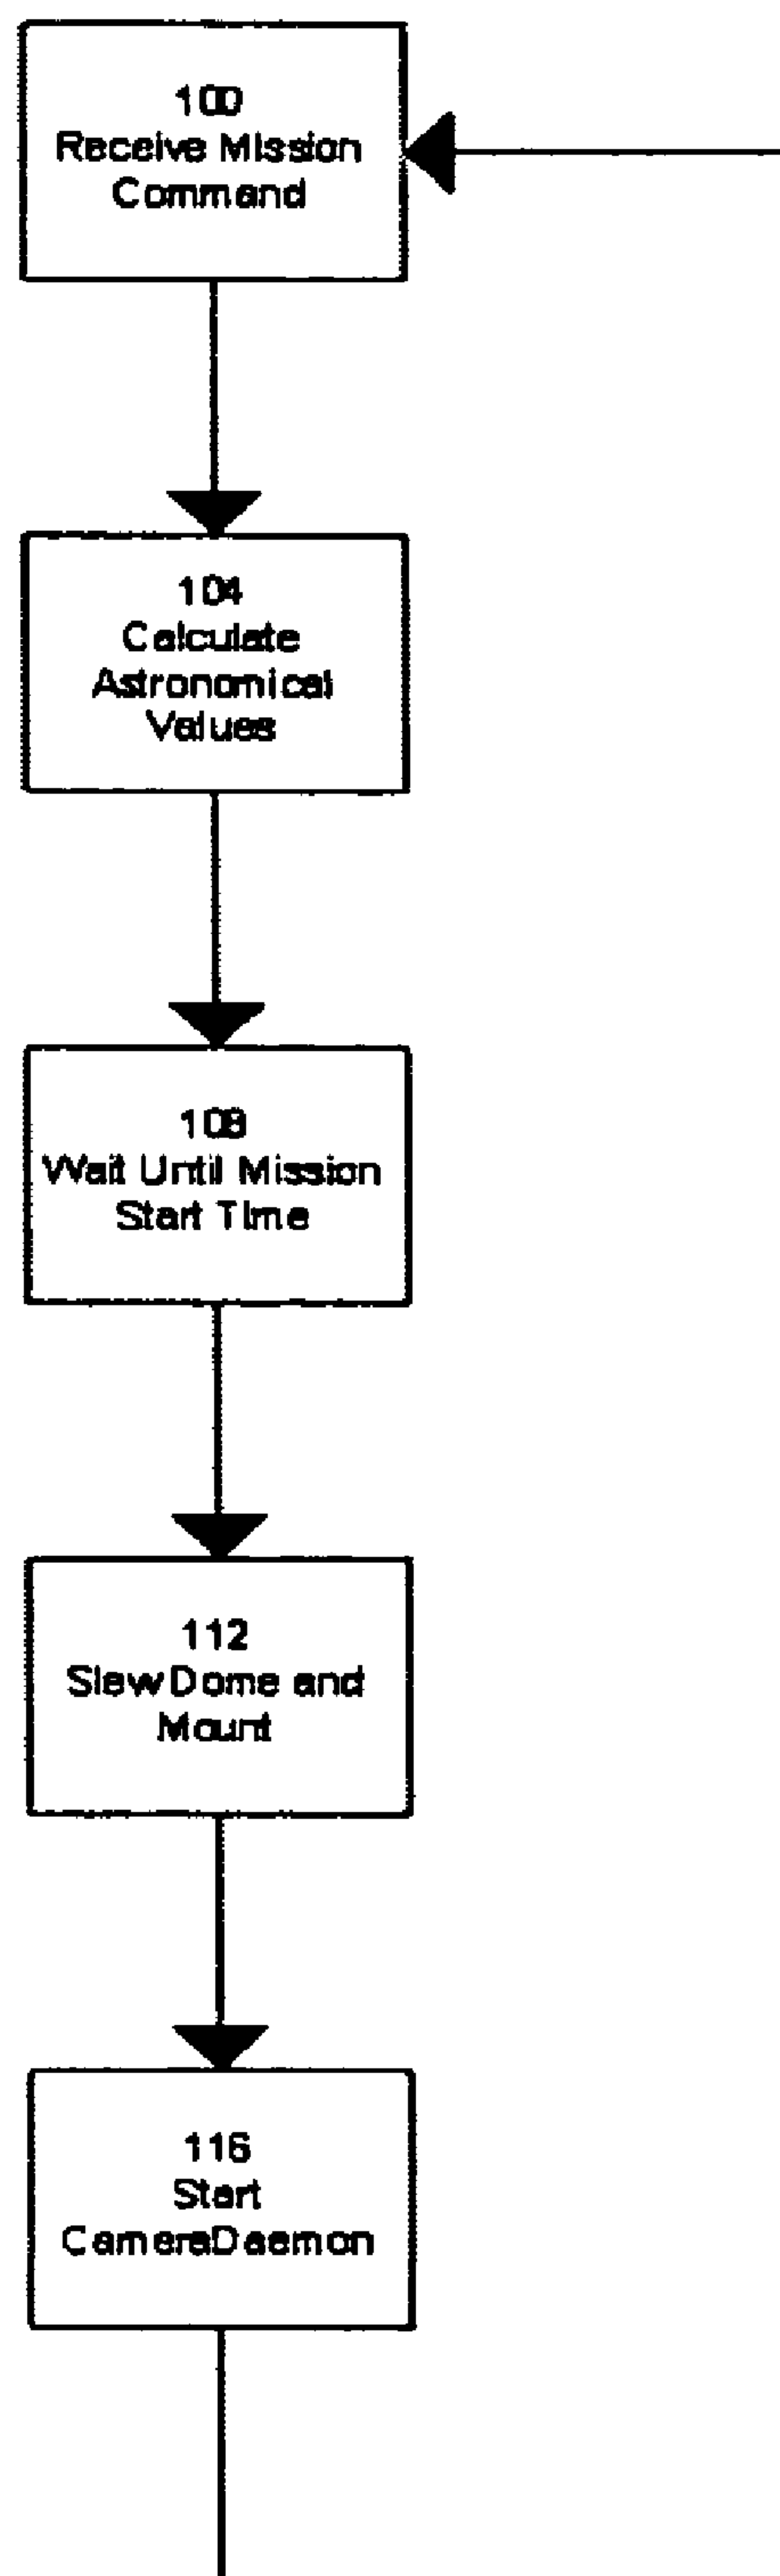 100
Receive Mission
Command
104
Calculate
Astronomical
Values
108
Wait Until Mission
Start Time
112
Slew Dome and
Mount
116
Start
CameraDaemon